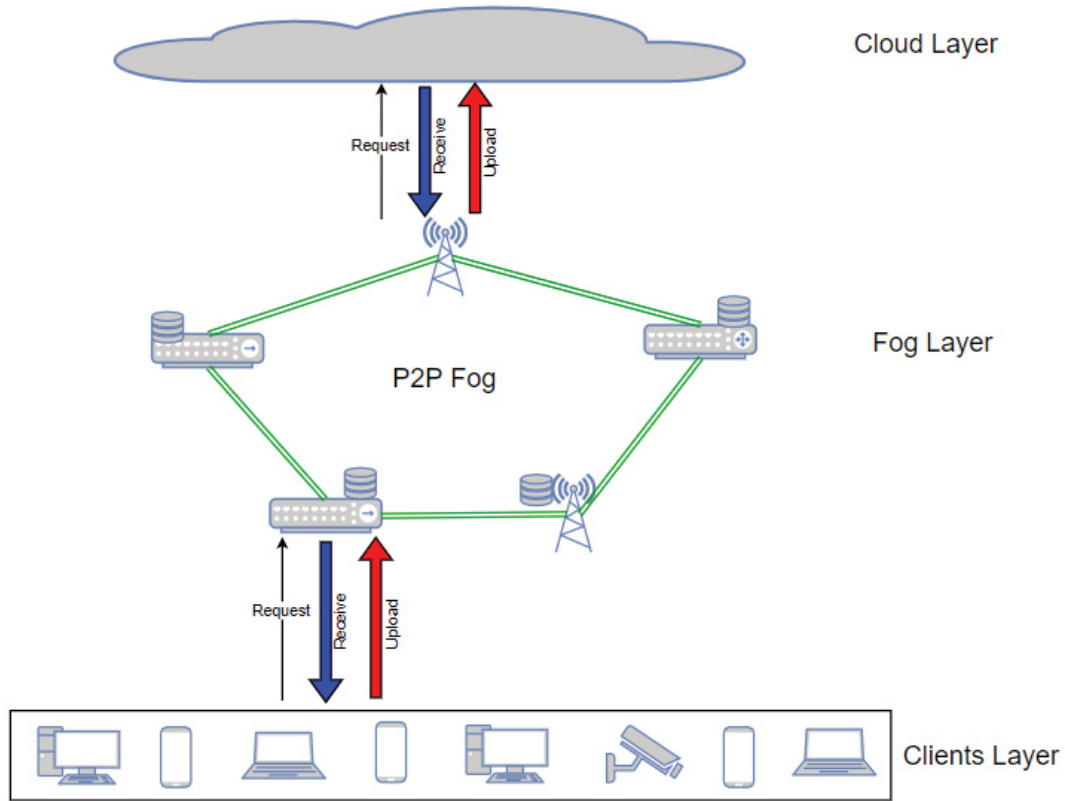 Cloud Layer
Request
Receive
Upload
Fog Layer
P2P Fog
Request
Receive
Upload
Clients Layer